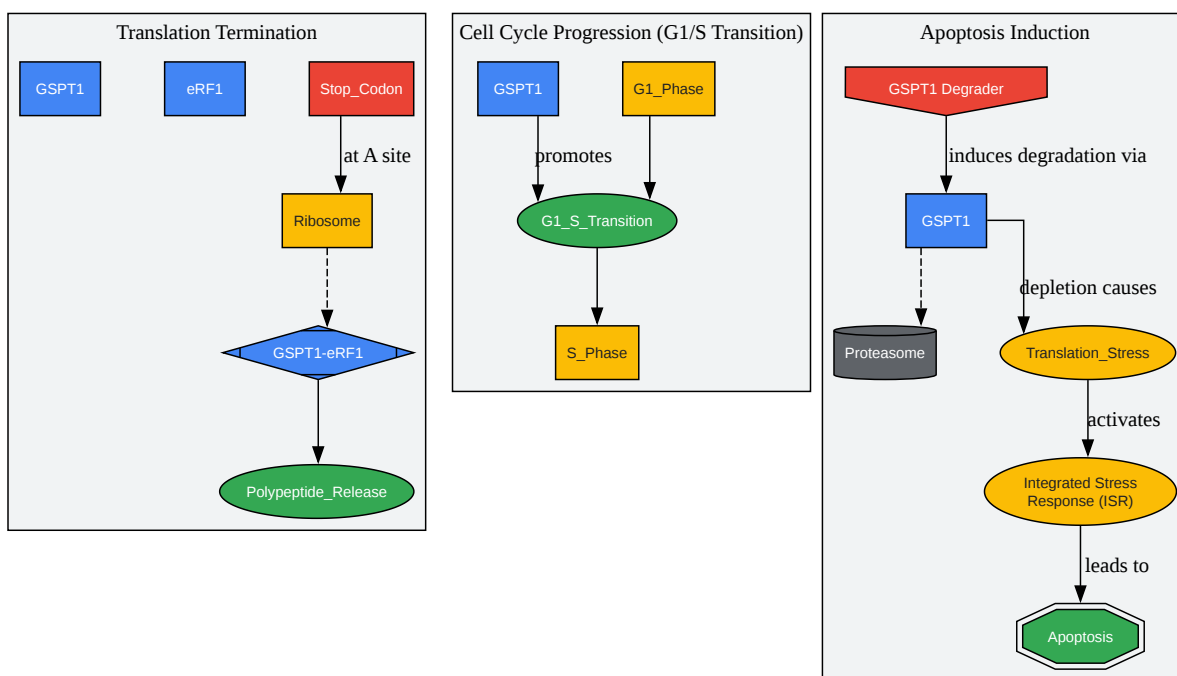 Translation Termination
GSPT1
eRF1
Stop_Codon
at A site
Ribosome
GSPT1-eRF1
Polypeptide_Release
Cell Cycle Progression (G1/S Transition)
GSPT1
G1_Phase
promotes
G1_S_Transition
S_Phase
Apoptosis Induction
GSPT1 Degrader
induces degradation via
GSPT1
depletion causes
Proteasome
Translation_Stress
activates
Integrated Stress
Response (ISR)
leads to
Apoptosis